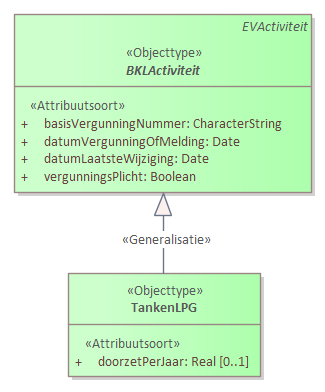 EVActiviteit
«Objecttype»
BKLActiviteit
«Attribuutsoort»
+ basisVergunningNummer: CharacterString
+ datumVergunningOfMelding: Date
+ datumLaatsteWijziging: Date
+ vergunningsPlicht: Boolean
«Generalisatie»
«Objecttype»
TankenLPG
«Attribuutsoort»
+ doorzetPerJaar: Real [0..1]